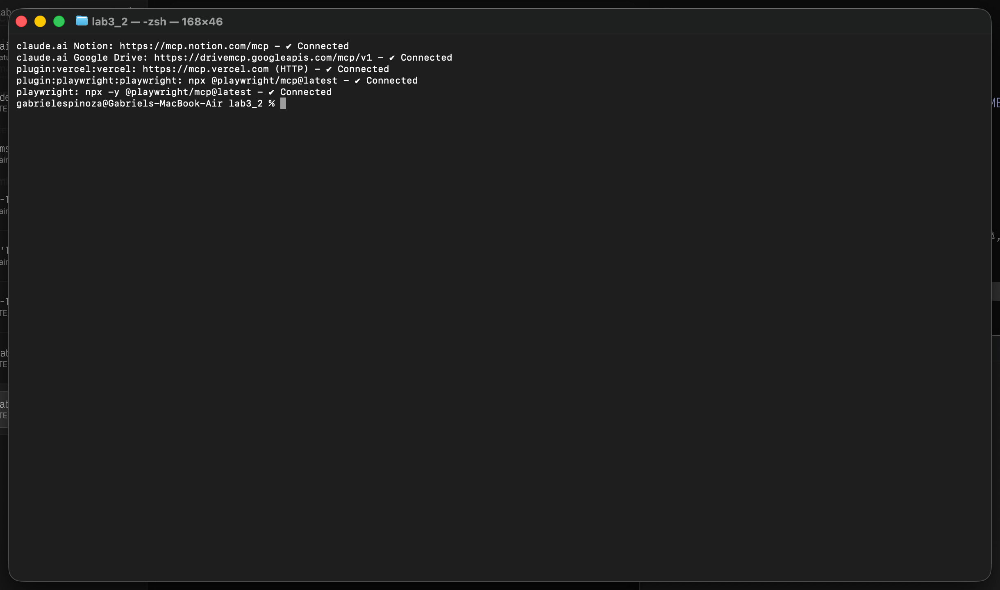 lab3_2 — -zsh — 168×46
claude.ai Notion: https://mcp.notion.com/mcp - ✔ Connected
claude.ai Google Drive: https://drivemcp.googleapis.com/mcp/v1 - ✔ Connected
plugin:vercel:vercel: https://mcp.vercel.com (HTTP) - ✔ Connected
plugin:playwright:playwright: npx @playwright/mcp@latest - ✔ Connected
playwright: npx -y @playwright/mcp@latest - ✔ Connected
gabrielespinoza@Gabriels-MacBook-Air lab3_2 %